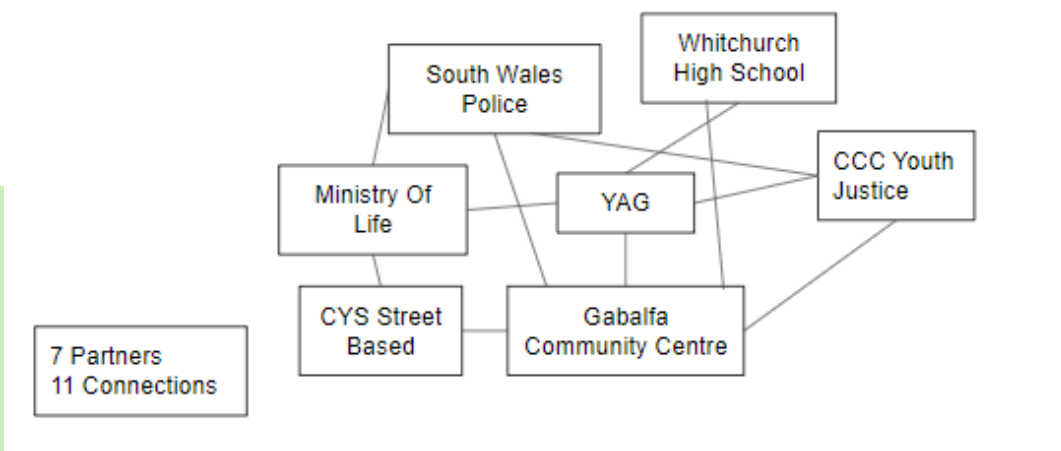 Whitchurch
High School
South Wales
Police
CCC Youth
Justice
Ministry Of
Life
YAG
CYS Street
Based
Gabalfa
Community Centre
7 Partners
11 Connections